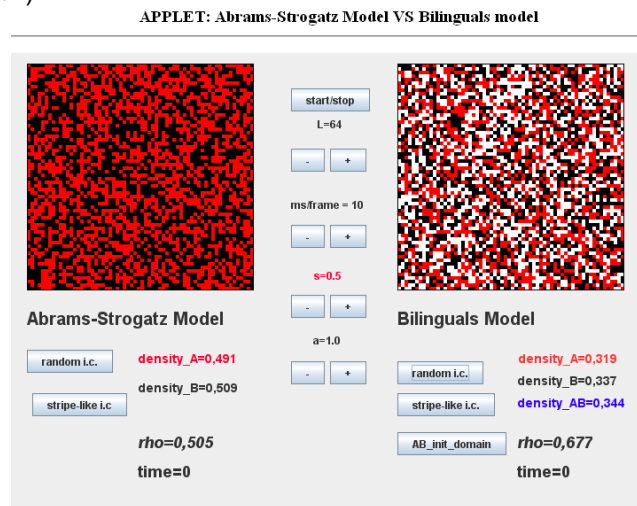 APPLET: Abrams-Strogatz Model VS Bilinguals model
start/stop
L=64
- +
ms/frame = 10
- +
s=0.5
- +
a=1.0
- +
Abrams-Strogatz Model
random i.c.
density_A=0,491
density_B=0,509
stripe-like i.c
rho=0,505
time=0
Bilinguals Model
random i.c.
density_A=0,319
density_B=0,337
stripe-like i.c.
density_AB=0,344
AB_init_domain
rho=0,677
time=0